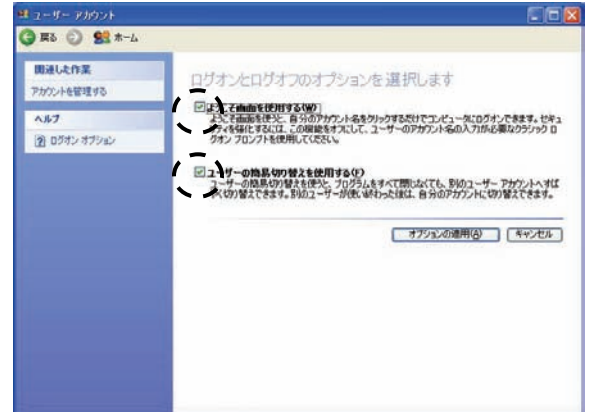 ユーザー アカウント
戻る ホーム
関連した作業
アカウントを管理する
ヘルプ
ログオン オプション
ログオンとログオフのオプションを選択します
ようこそ画面を使用する(W)
ようこそ画面を使うと、自分のアカウント名をクリックするだけでコンピュータにログオンできます。セキュ
リティを強化するには、この機能をオフにして、ユーザーのアカウント名の入力が必要なクラシック ロ
グオン プロンプトを使用してください。
ユーザーの簡易切り替えを使用する(F)
ユーザーの簡易切り替えを使うと、プログラムをすべて閉じなくても、別のユーザー アカウントへすば
やく切り替えできます。別のユーザーが使い終わった後は、自分のアカウントに切り替えできます。
オプションの適用(A) キャンセル